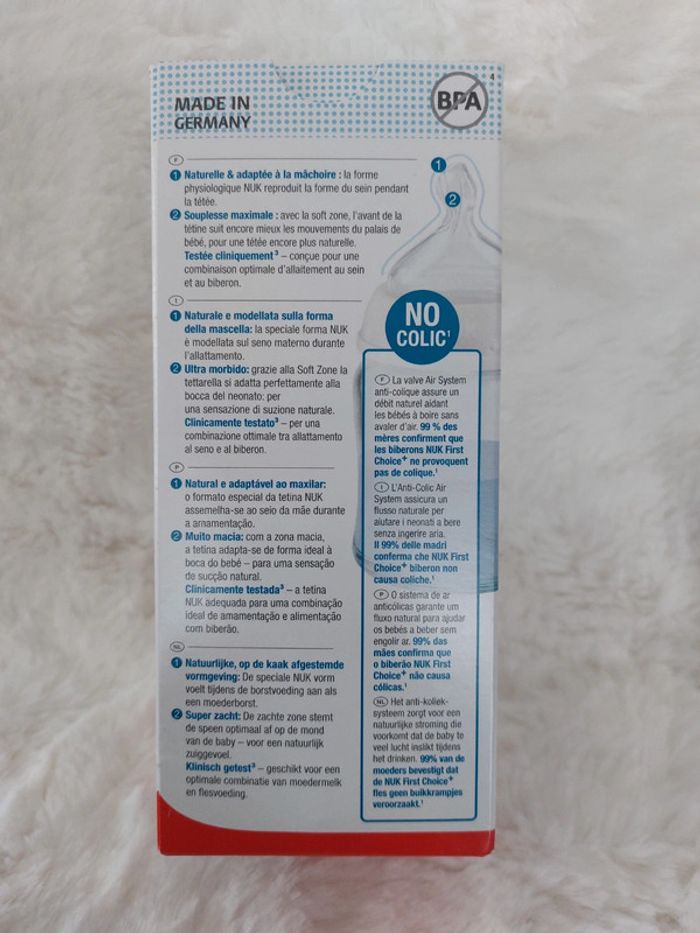 MADE IN
GERMANY
BPA
4
F
1 Naturelle & adaptée à la mâchoire : la forme
physiologique NUK reproduit la forme du sein pendant
la tétée.
2 Souplesse maximale : avec la soft zone, l'avant de la
tétine suit encore mieux les mouvements du palais de
bébé, pour une tétée encore plus naturelle.
Testée cliniquement³ – conçue pour une
combinaison optimale d'allaitement au sein
et au biberon.
I
1 Naturale e modellata sulla forma
della mascella: la speciale forma NUK
è modellata sul seno materno durante
l'allattamento.
2 Ultra morbido: grazie alla Soft Zone la
tettarella si adatta perfettamente alla
bocca del neonato: per
una sensazione di suzione naturale.
Clinicamente testato³ – per una
combinazione ottimale tra allattamento
al seno e al biberon.
P
1 Natural e adaptável ao maxilar:
o formato especial da tetina NUK
assemelha-se ao seio da mãe durante
a amamentação.
2 Muito macia: com a zona macia,
a tetina adapta-se de forma ideal à
boca do bebé – para uma sensação
de sucção natural.
Clinicamente testada³ – a tetina
NUK adequada para uma combinação
ideal de amamentação e alimentação
com biberão.
NL
1 Natuurlijke, op de kaak afgestemde
vormgeving: De speciale NUK vorm
voelt tijdens de borstvoeding aan als
een moederborst.
2 Super zacht: De zachte zone stemt
de speen optimaal af op de mond
van de baby – voor een natuurlijk
zuiggevoel.
Klinisch getest³ – geschikt voor een
optimale combinatie van moedermelk
en flesvoeding.
1
2
NO
COLIC¹
F La valve Air System
anti-colique assure un
débit naturel aidant
les bébés à boire sans
avaler d'air. 99 % des
mères confirment que
les biberons NUK First
Choice⁺ ne provoquent
pas de colique.¹
I L'Anti-Colic Air
System assicura un
flusso naturale per
aiutare i neonati a bere
senza ingerire aria.
Il 99% delle madri
conferma che NUK First
Choice⁺ biberon non
causa coliche.¹
P O sistema de ar
anticólicas garante um
fluxo natural para ajudar
os bebés a beber sem
engolir ar. 99% das
mães confirma que
o biberão NUK First
Choice⁺ não causa
cólicas.¹
NL Het anti-koliek-
systeem zorgt voor een
natuurlijke stroming die
voorkomt dat de baby te
veel lucht inslikt tijdens
het drinken. 99% van de
moeders bevestigt dat
de NUK First Choice⁺
fles geen buikkrampjes
veroorzaakt.¹